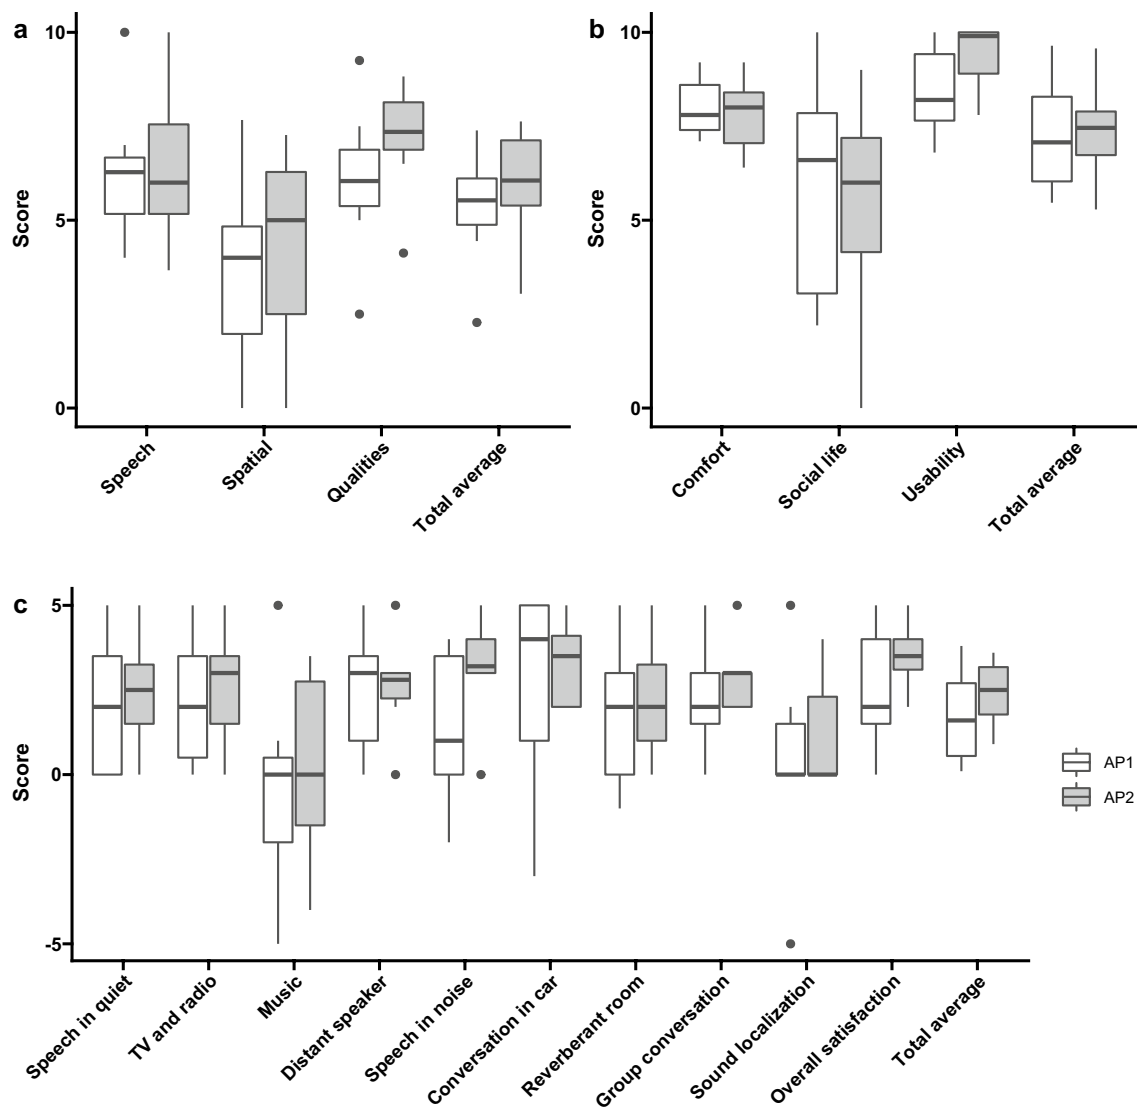 a
10
5
0
Score
Speech
Spatial
Qualities
Total average
b
10
5
0
Score
Comfort
Social life
Usability
Total average
c
5
0
-5
Score
Speech in quiet
TV and radio
Music
Distant speaker
Speech in noise
Conversation in car
Reverberant room
Group conversation
Sound localization
Overall satisfaction
Total average
AP1
AP2